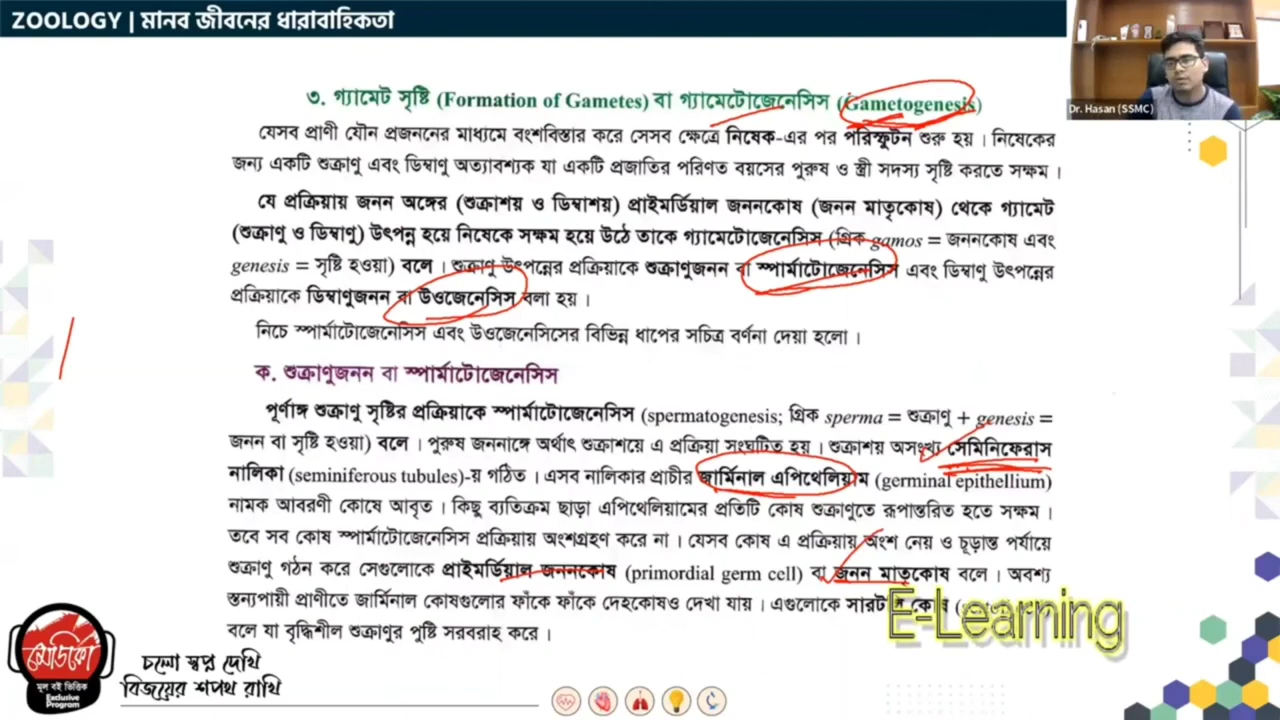 ZOOLOGY | মানব জীবনের ধারাবাহিকতা
Dr. Hasan (SSMC)
৩. গ্যামেট সৃষ্টি (Formation of Gametes) বা গ্যামেটোজেনেসিস (Gametogenesis)
যেসব প্রাণী যৌন প্রজননের মাধ্যমে বংশবিস্তার করে সেসব ক্ষেত্রে নিষেক-এর পর পরিস্ফুটন শুরু হয়। নিষেকের
জন্য একটি শুক্রাণু এবং ডিম্বাণু অত্যাবশ্যক যা একটি প্রজাতির পরিণত বয়সের পুরুষ ও স্ত্রী সদস্য সৃষ্টি করতে সক্ষম।
যে প্রক্রিয়ায় জনন অঙ্গের (শুক্রাশয় ও ডিম্বাশয়) প্রাইমর্ডিয়াল জননকোষ (জনন মাতৃকোষ) থেকে গ্যামেট
(শুক্রাণু ও ডিম্বাণু) উৎপন্ন হয়ে নিষেকে সক্ষম হয়ে উঠে তাকে গ্যামেটোজেনেসিস (গ্রিক gamos = জননকোষ এবং
genesis = সৃষ্টি হওয়া) বলে। শুক্রাণু উৎপন্নের প্রক্রিয়াকে শুক্রাণুজনন বা স্পার্মাটোজেনেসিস এবং ডিম্বাণু উৎপন্নের
প্রক্রিয়াকে ডিম্বাণুজনন বা উওজেনেসিস বলা হয়।
নিচে স্পার্মাটোজেনেসিস এবং উওজেনেসিসের বিভিন্ন ধাপের সচিত্র বর্ণনা দেয়া হলো।
ক. শুক্রাণুজনন বা স্পার্মাটোজেনেসিস
পূর্ণাঙ্গ শুক্রাণু সৃষ্টির প্রক্রিয়াকে স্পার্মাটোজেনেসিস (spermatogenesis; গ্রিক sperma = শুক্রাণু + genesis =
জনন বা সৃষ্টি হওয়া) বলে। পুরুষ জননাঙ্গে অর্থাৎ শুক্রাশয়ে এ প্রক্রিয়া সংঘটিত হয়। শুক্রাশয় অসংখ্য সেমিনিফেরাস
নালিকা (seminiferous tubules)-য় গঠিত। এসব নালিকার প্রাচীর জার্মিনাল এপিথেলিয়াম (germinal epithellium)
নামক আবরণী কোষে আবৃত। কিছু ব্যতিক্রম ছাড়া এপিথেলিয়ামের প্রতিটি কোষ শুক্রাণুতে রূপান্তরিত হতে সক্ষম।
তবে সব কোষ স্পার্মাটোজেনেসিস প্রক্রিয়ায় অংশগ্রহণ করে না। যেসব কোষ এ প্রক্রিয়ায় অংশ নেয় ও চূড়ান্ত পর্যায়ে
শুক্রাণু গঠন করে সেগুলোকে প্রাইমর্ডিয়াল জননকোষ (primordial germ cell) বা জনন মাতৃকোষ বলে। অবশ্য
স্তন্যপায়ী প্রাণীতে জার্মিনাল কোষগুলোর ফাঁকে ফাঁকে দেহকোষও দেখা যায়। এগুলোকে কোষ
বলে যা বৃদ্ধিশীল শুক্রাণুর পুষ্টি সরবরাহ করে।
E-Learning
মূল বই ভিত্তিক
Exclusive
Program
চলো স্বপ্ন দেখি
বিজয়ের শপথ রাখি